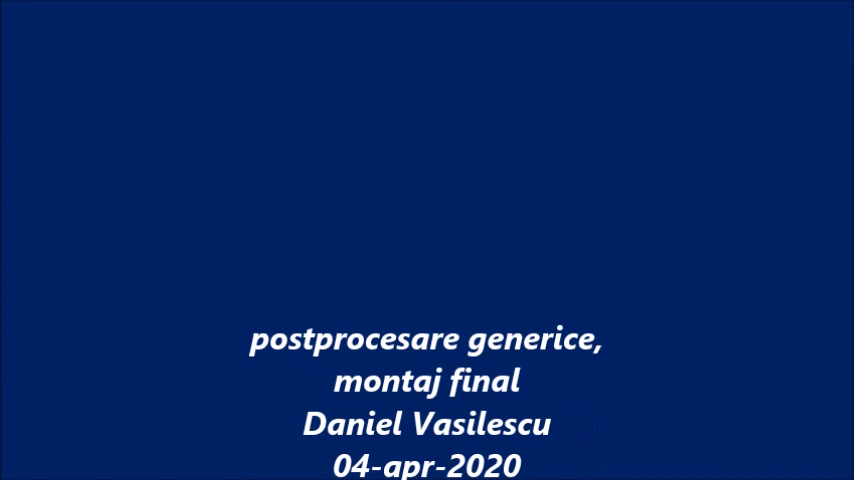 postprocesare generice,
montaj final
Daniel Vasilescu
04-apr-2020